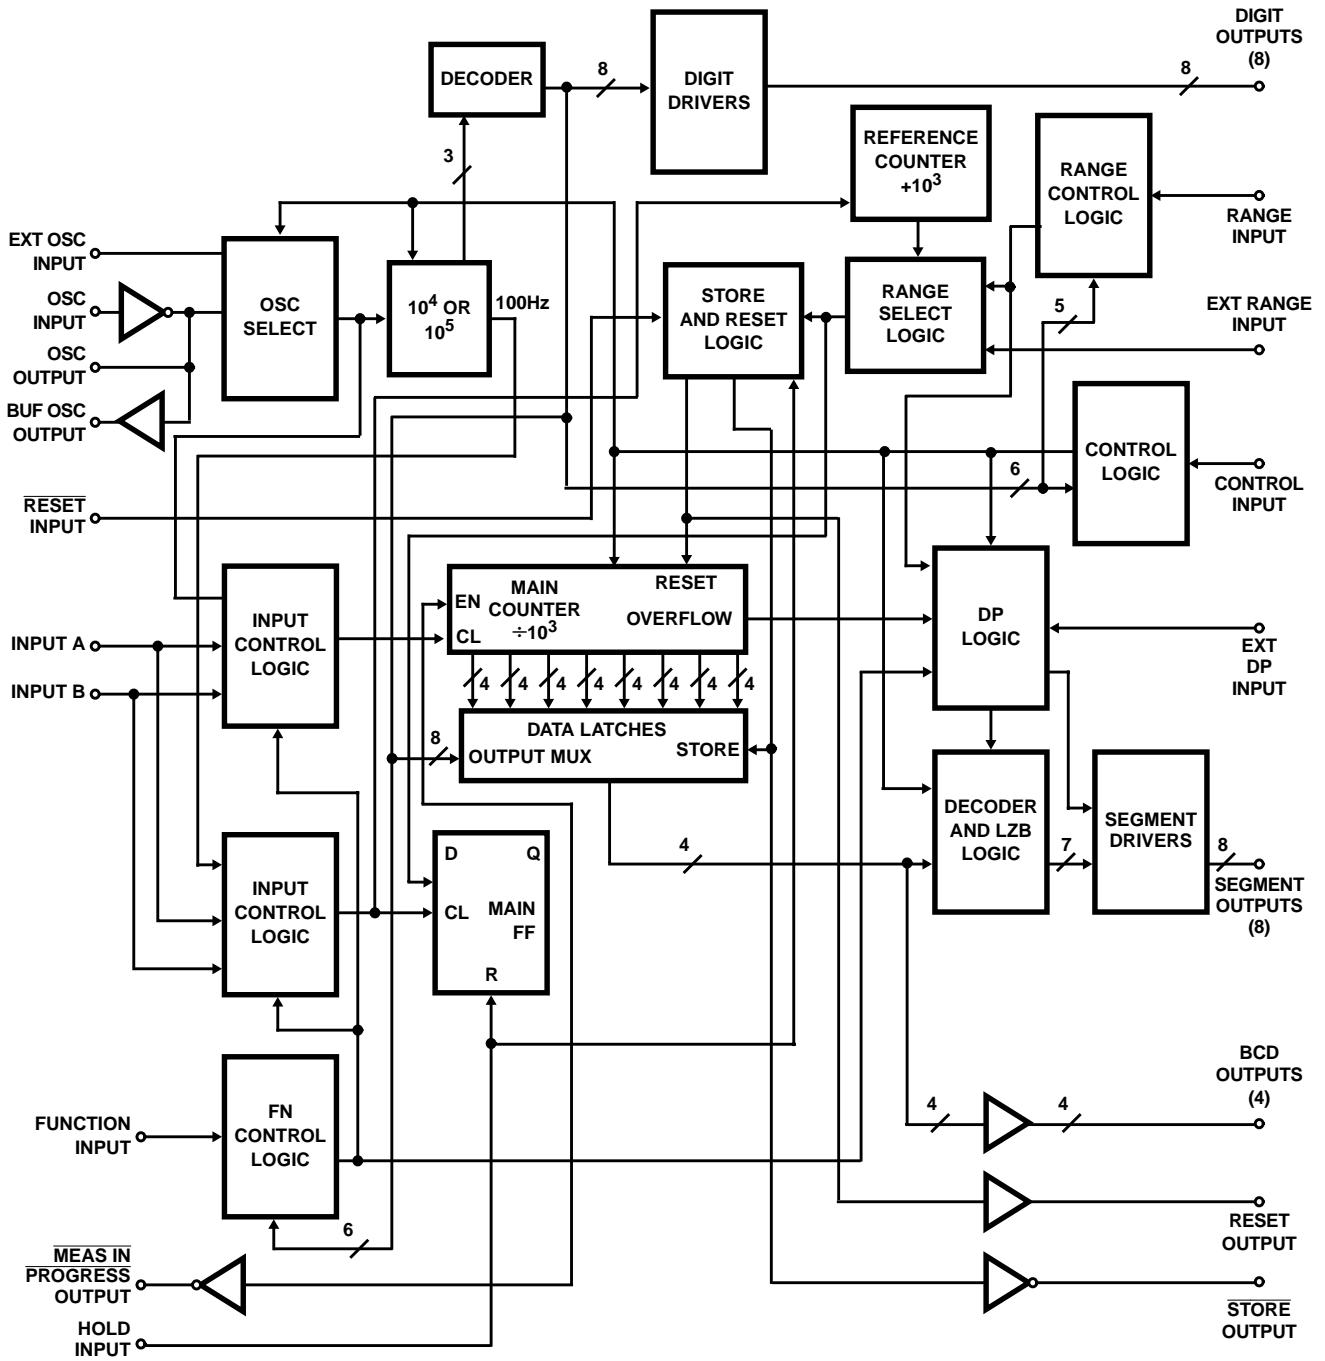 DIGIT
OUTPUTS
(8)
8
8
DECODER
DIGIT
DRIVERS
3
REFERENCE
COUNTER
+10³
RANGE
CONTROL
LOGIC
RANGE
INPUT
EXT OSC
INPUT
OSC
INPUT
OSC
OUTPUT
BUF OSC
OUTPUT
OSC
SELECT
10⁴ OR
10⁵
100Hz
STORE
AND RESET
LOGIC
RANGE
SELECT
LOGIC
5
EXT RANGE
INPUT
CONTROL
LOGIC
6
CONTROL
INPUT
RESET
INPUT
INPUT
CONTROL
LOGIC
EN
CL
MAIN
COUNTER
÷10³
RESET
OVERFLOW
DP
LOGIC
EXT
DP
INPUT
INPUT A
INPUT B
4 4 4 4 4 4 4 4
DATA LATCHES
OUTPUT MUX
STORE
8
DECODER
AND LZB
LOGIC
SEGMENT
DRIVERS
4
7
8
SEGMENT
OUTPUTS
(8)
INPUT
CONTROL
LOGIC
D
Q
CL
MAIN
FF
R
FN
CONTROL
LOGIC
FUNCTION
INPUT
6
BCD
OUTPUTS
(4)
4
4
RESET
OUTPUT
STORE
OUTPUT
MEAS IN
PROGRESS
OUTPUT
HOLD
INPUT